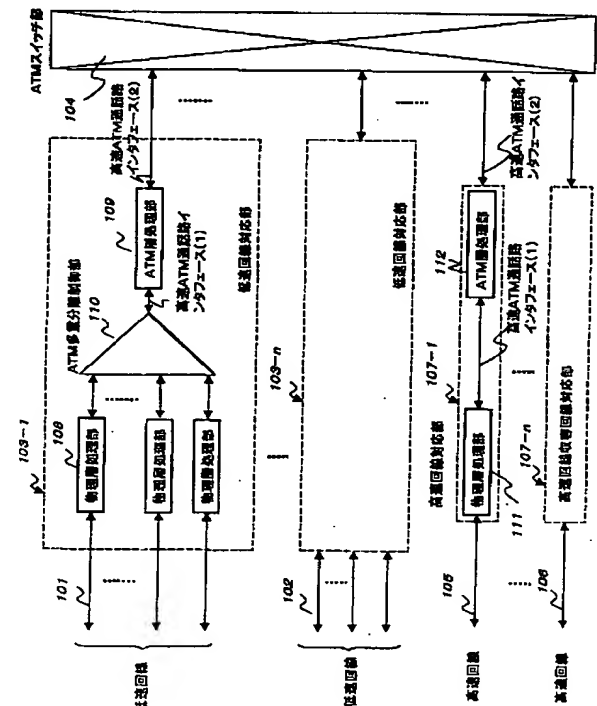 ATMスイッチ部
104
高速ATM通話路
インタフェース(2)
109
ATM層処理部
高速ATM通話路イ
ンタフェース(1)
低速回線対応部
ATM多重分離制御部
110
103-1
108
物理層処理部
物理層処理部
物理層処理部
101
低速回線
103-n
低速回線対応部
102
低速回線
高速ATM通話路
インタフェース(2)
112
ATM層処理部
高速ATM通話路
インタフェース(1)
107-1
高速回線対応部
物理層処理部
111
105
高速回線
107-n
高速回線収容回線対応部
106
高速回線